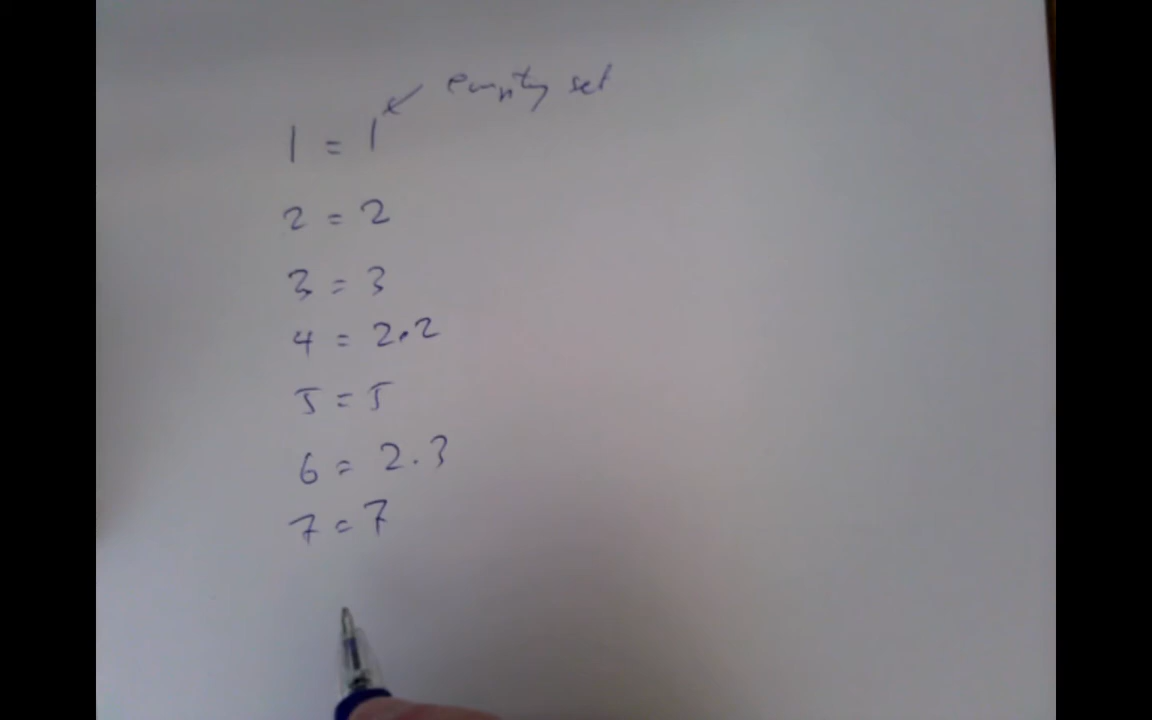 empty set
1 = 1
2 = 2
3 = 3
4 = 2.2
5 = 5
6 = 2.3
7 = 7